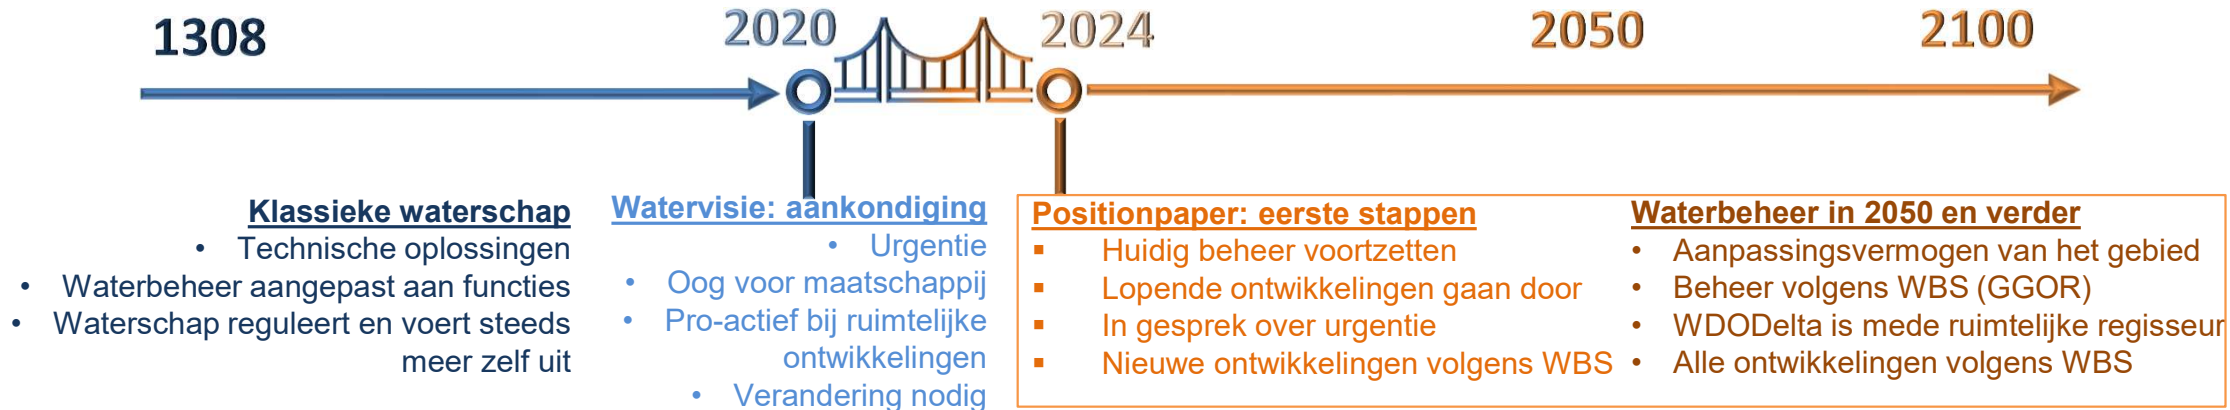 1308
2020
2024
2050
2100
Klassieke waterschap
• Technische oplossingen
• Waterbeheer aangepast aan functies
• Waterschap reguleert en voert steeds
meer zelf uit
Watervisie: aankondiging
• Urgentie
• Oog voor maatschappij
• Pro-actief bij ruimtelijke
ontwikkelingen
• Verandering nodig
Positionpaper: eerste stappen
▪ Huidig beheer voortzetten
▪ Lopende ontwikkelingen gaan door
▪ In gesprek over urgentie
▪ Nieuwe ontwikkelingen volgens WBS
Waterbeheer in 2050 en verder
• Aanpassingsvermogen van het gebied
• Beheer volgens WBS (GGOR)
• WDODelta is mede ruimtelijke regisseur
• Alle ontwikkelingen volgens WBS